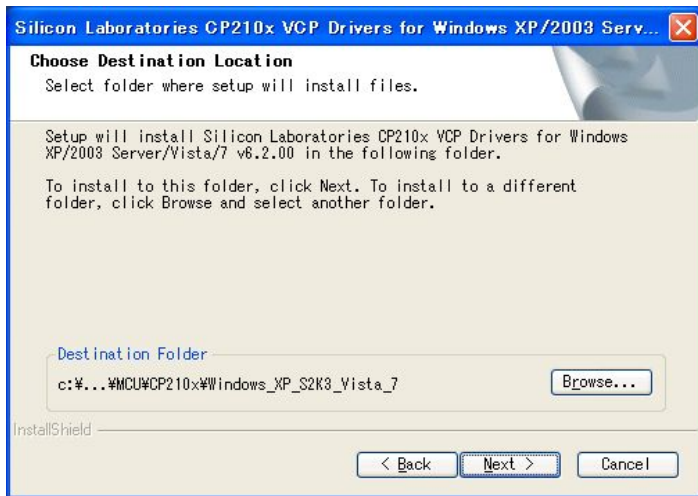 Silicon Laboratories CP210x VCP Drivers for Windows XP/2003 Serv...
Choose Destination Location
Select folder where setup will install files.
Setup will install Silicon Laboratories CP210x VCP Drivers for Windows
XP/2003 Server/Vista/7 v6.2.00 in the following folder.
To install to this folder, click Next. To install to a different
folder, click Browse and select another folder.
Destination Folder
c:¥...¥MCU¥CP210x¥Windows_XP_S2K3_Vista_7
Browse...
InstallShield
< Back
Next >
Cancel